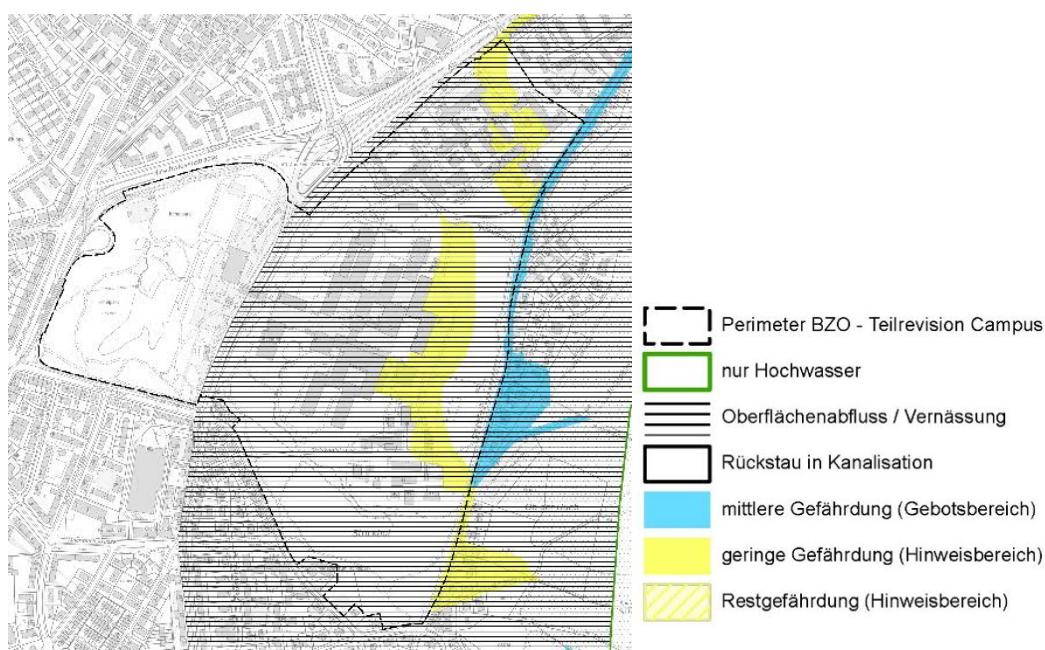 Perimeter BZO - Teilrevision Campus
nur Hochwasser
Oberflächenabfluss / Vernässung
Rückstau in Kanalisation
mittlere Gefährdung (Gebotsbereich)
geringe Gefährdung (Hinweisbereich)
Restgefährdung (Hinweisbereich)